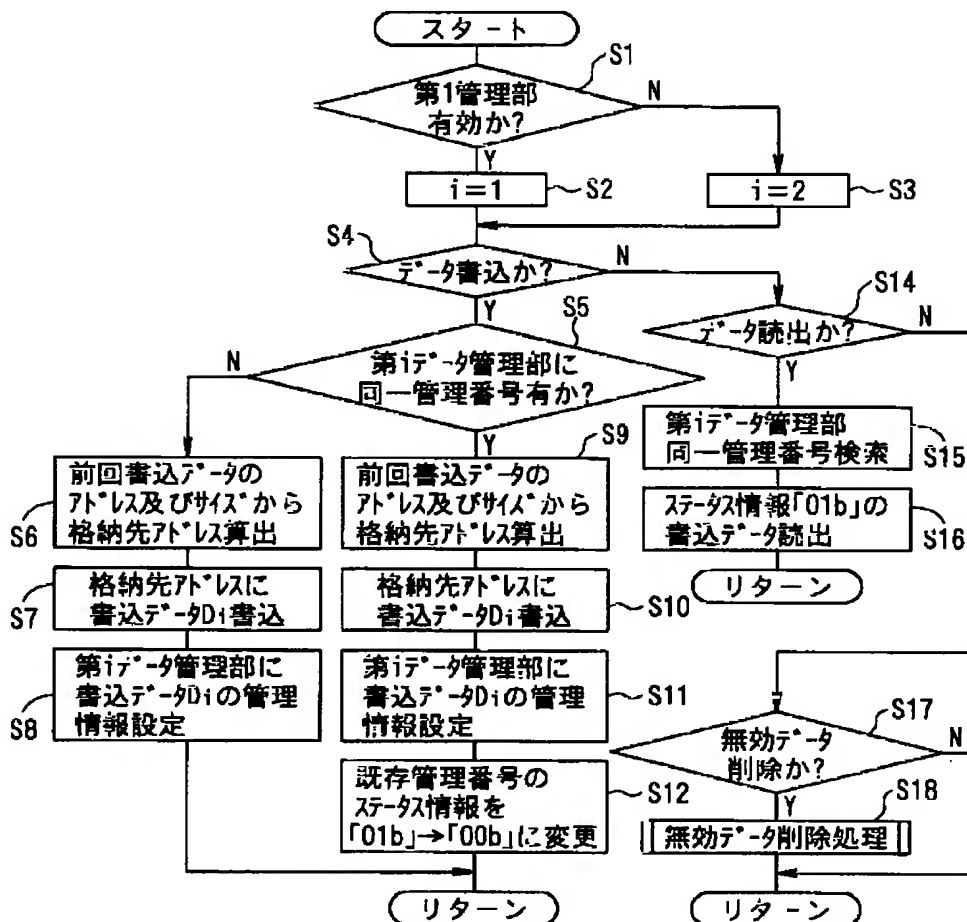 スタート
S1
第1管理部
有効か?
N
Y
i=1
S2
i=2
S3
S4
データ書込か?
N
Y
S14
データ読出か?
N
Y
S5
第iデータ管理部に
同一管理番号有か?
N
Y
第iデータ管理部
同一管理番号検索
S15
ステータス情報「01b」の
書込データ読出
S16
リターン
前回書込データの
アドレス及びサイズから
格納先アドレス算出
S6
S9
前回書込データの
アドレス及びサイズから
格納先アドレス算出
格納先アドレスに
書込データDi書込
S7
格納先アドレスに
書込データDi書込
S10
第iデータ管理部に
書込データDiの管理
情報設定
S8
第iデータ管理部に
書込データDiの管理
情報設定
S11
既存管理番号の
ステータス情報を
「01b」→「00b」に変更
S12
リターン
S17
無効データ
削除か?
N
Y
S18
無効データ削除処理
リターン